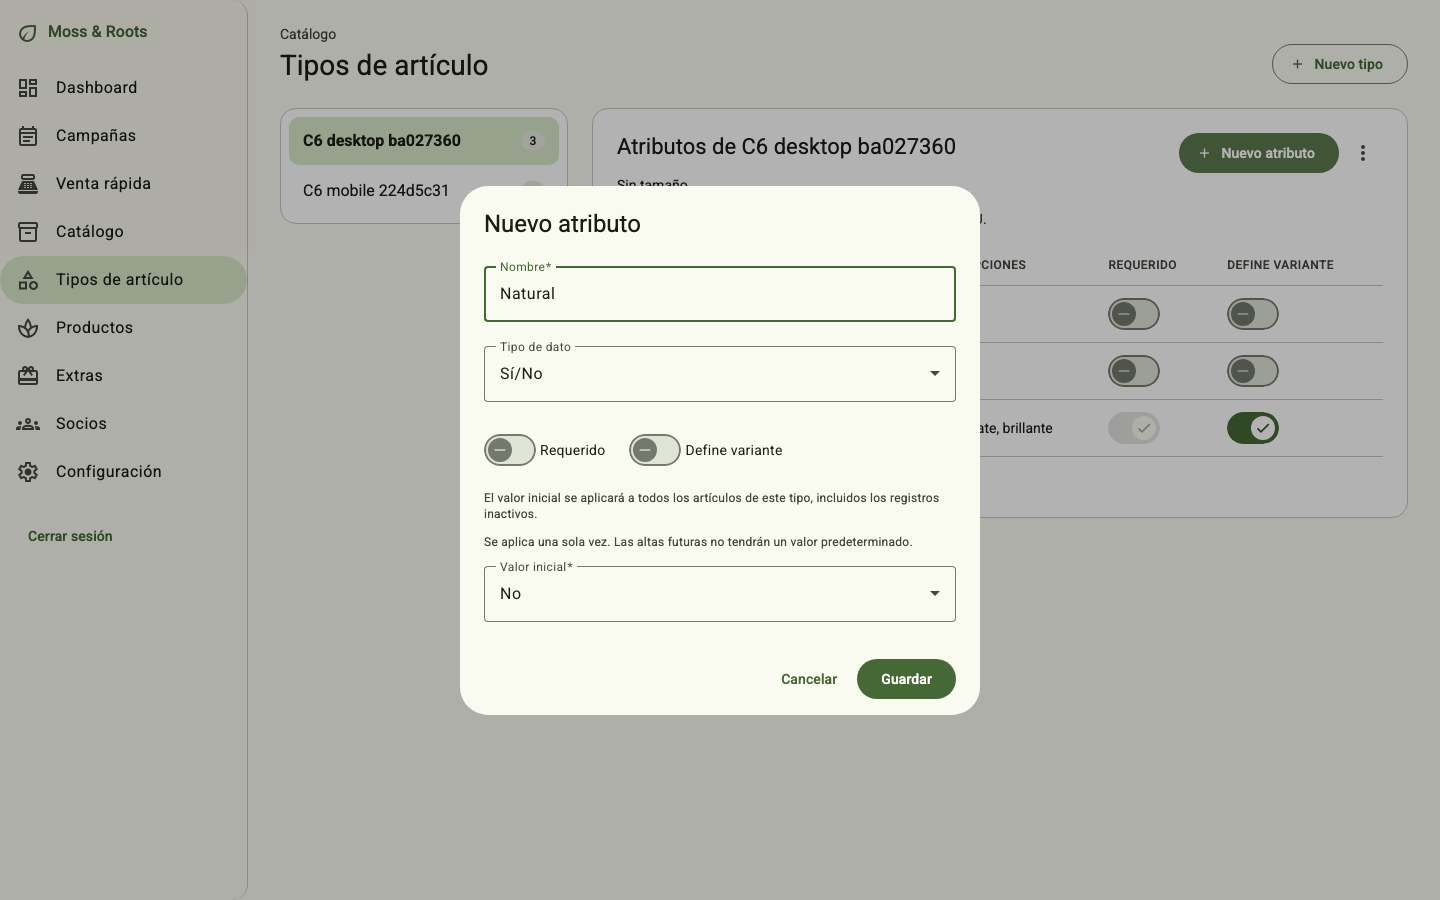 Moss & Roots
Dashboard
Campañas
Venta rápida
Catálogo
Tipos de artículo
Productos
Extras
Socios
Configuración
Cerrar sesión
Catálogo
Tipos de artículo
Nuevo tipo
C6 desktop ba027360
3
C6 mobile 224d5c31
Atributos de C6 desktop ba027360
Nuevo atributo
Sin tamaño
REQUERIDO
DEFINE VARIANTE
brillante
Nuevo atributo
Nombre*
Natural
Tipo de dato
Sí/No
Requerido
Define variante
El valor inicial se aplicará a todos los artículos de este tipo, incluidos los registros
inactivos.
Se aplica una sola vez. Las altas futuras no tendrán un valor predeterminado.
Valor inicial*
No
Cancelar
Guardar